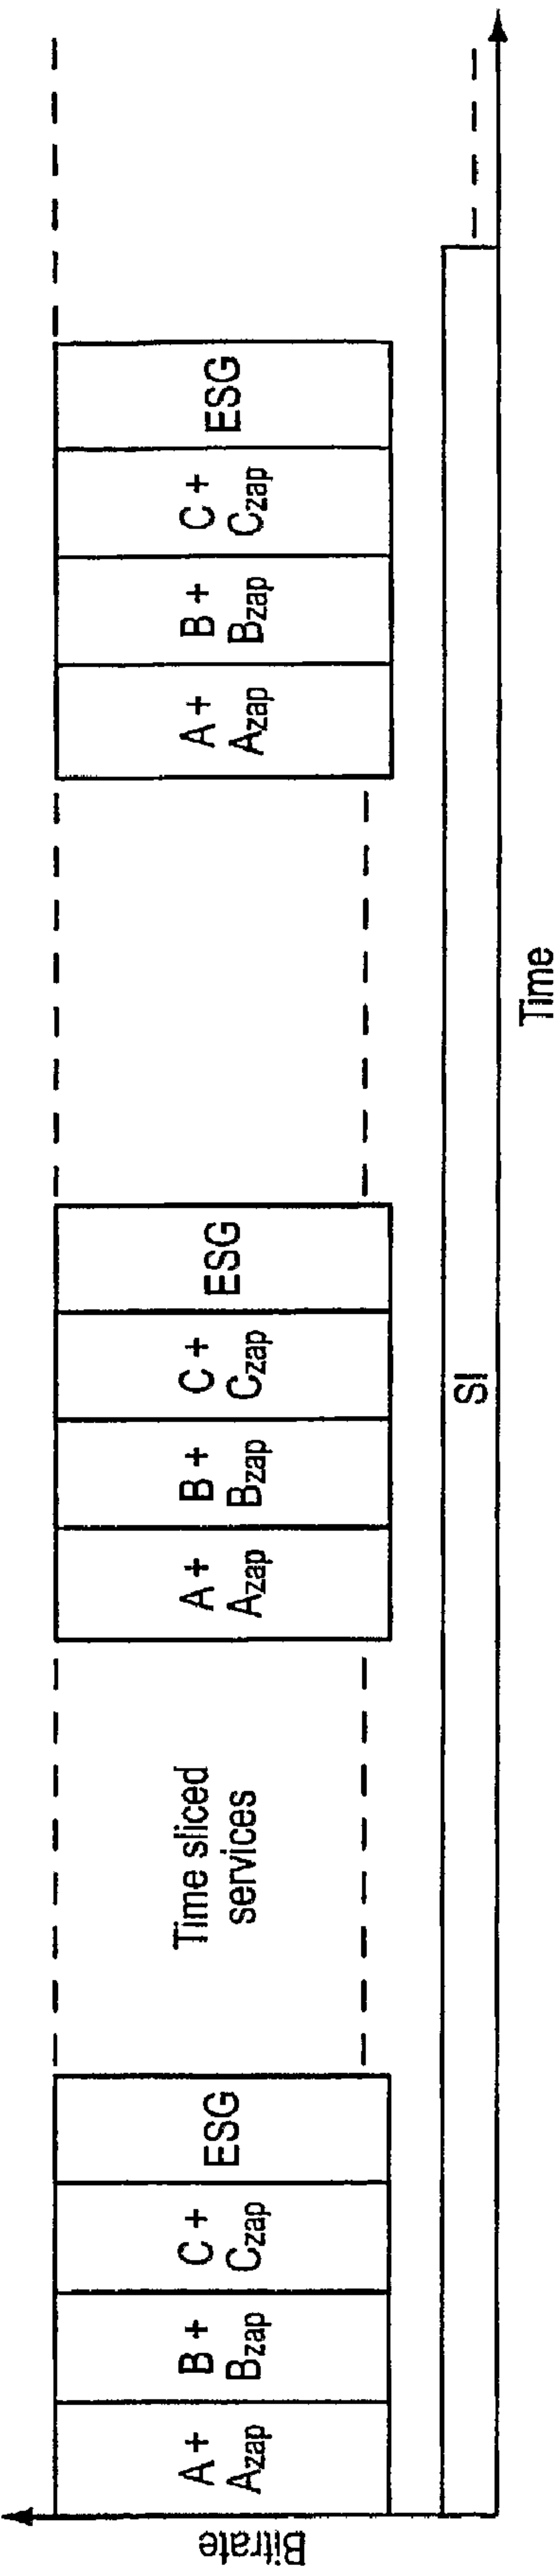 Bitrate
A +
Azap
B +
Bzap
C +
Czap
ESG
Time sliced
services
A +
Azap
B +
Bzap
C +
Czap
ESG
A +
Azap
B +
Bzap
C +
Czap
ESG
SI
Time